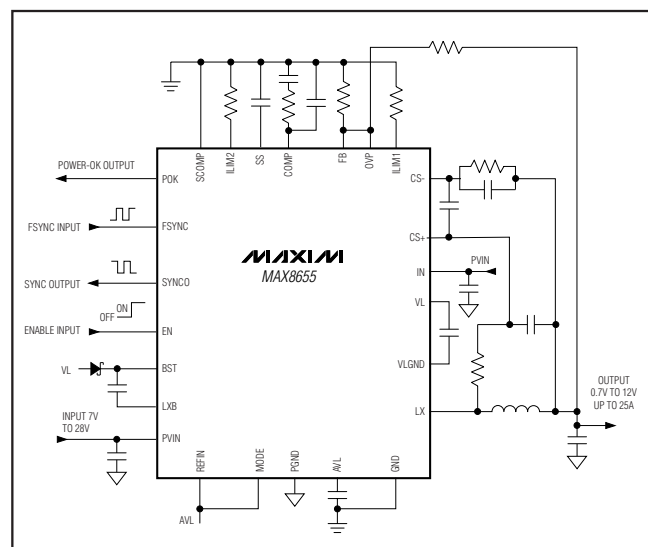 SCOMP
ILIM2
SS
COMP
FB
OVP
ILIM1
POWER-OK OUTPUT
POK
CS-
FSYNC INPUT
FSYNC
CS+
MAXIM
MAX8655
IN
PVIN
SYNC OUTPUT
SYNCO
ON
OFF
VL
ENABLE INPUT
EN
VL
BST
VLGND
LXB
LX
OUTPUT
0.7V TO 12V
UP TO 25A
INPUT 7V
TO 28V
PVIN
REFIN
MODE
PGND
AVL
GND
AVL